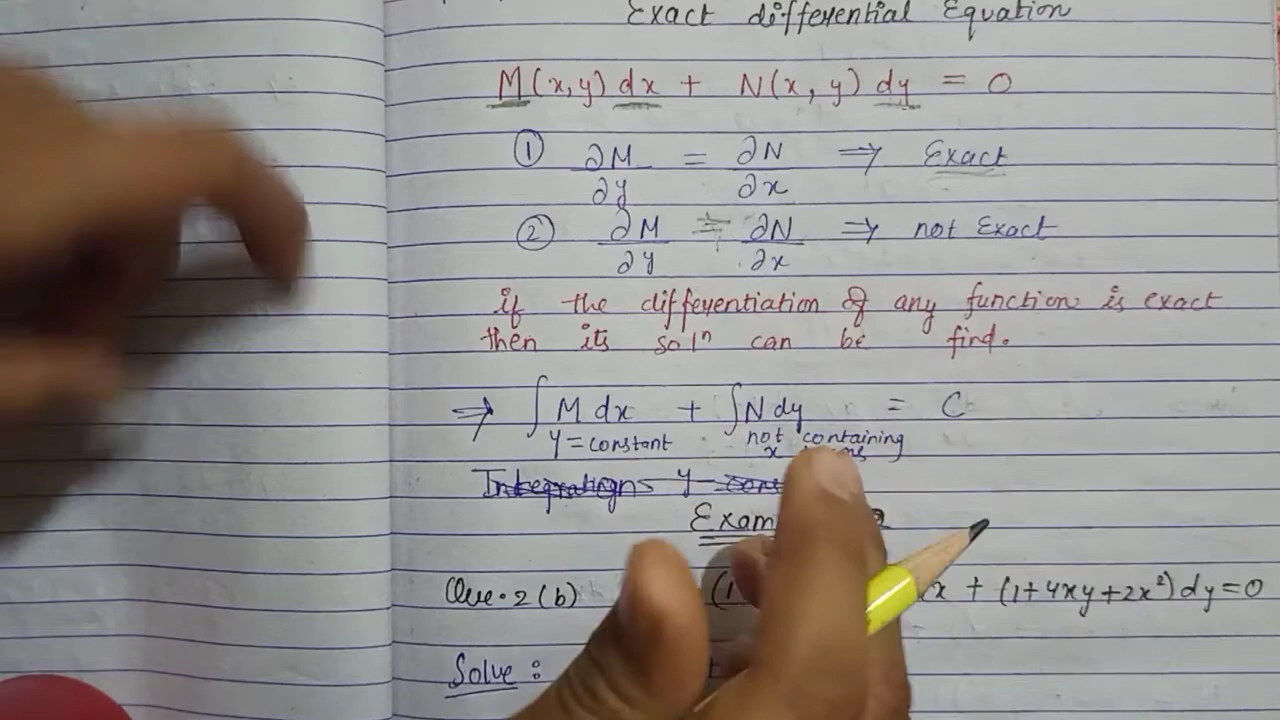 Exact differential Equation
M(x,y) dx + N(x, y) dy = 0
① ∂M/∂y = ∂N/∂x ⇒ Exact
② ∂M/∂y ≠ ∂N/∂x ⇒ not Exact
if the differentiation of any function is exact
then its solⁿ can be find.
⇒ ∫ M dx + ∫ N dy = C
y = constant not containing
x
y
Que. 2 (b) (1 x + (1+4xy+2x²) dy=0
Solve :